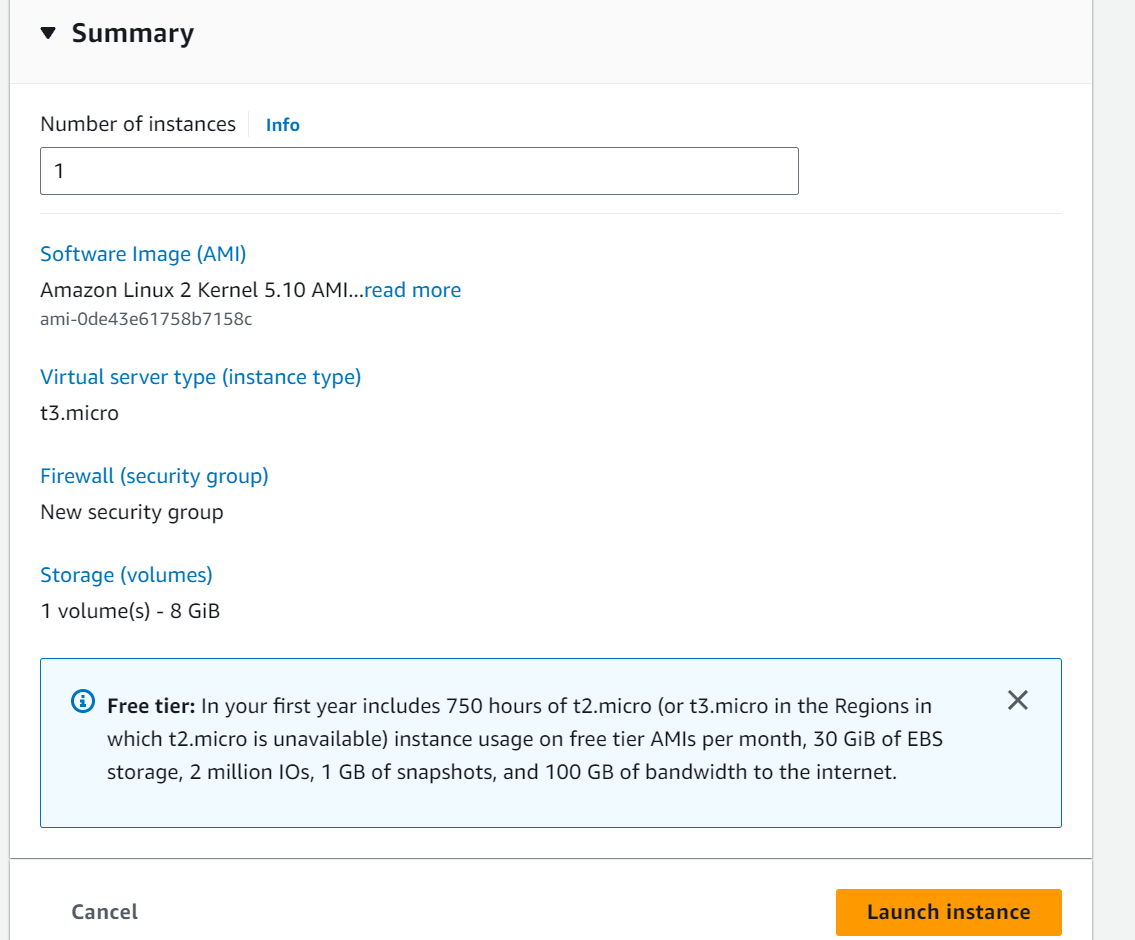 Summary
Number of instances Info
1
Software Image (AMI)
Amazon Linux 2 Kernel 5.10 AMI...read more
ami-0de43e61758b7158c
Virtual server type (instance type)
t3.micro
Firewall (security group)
New security group
Storage (volumes)
1 volume(s) - 8 GiB
Free tier: In your first year includes 750 hours of t2.micro (or t3.micro in the Regions in
which t2.micro is unavailable) instance usage on free tier AMIs per month, 30 GiB of EBS
storage, 2 million IOs, 1 GB of snapshots, and 100 GB of bandwidth to the internet.
Cancel Launch instance